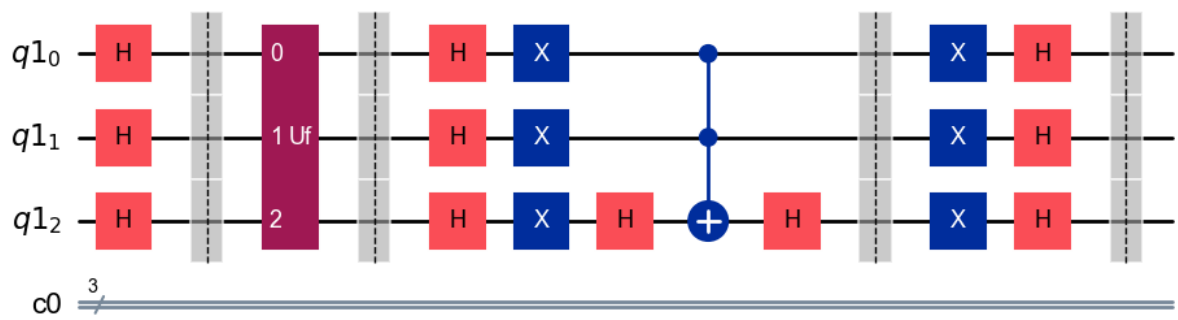 q1₀ H 0 H X X H
q1₁ H 1 Uf H X X H
q1₂ H 2 H X H H X H
3
c0